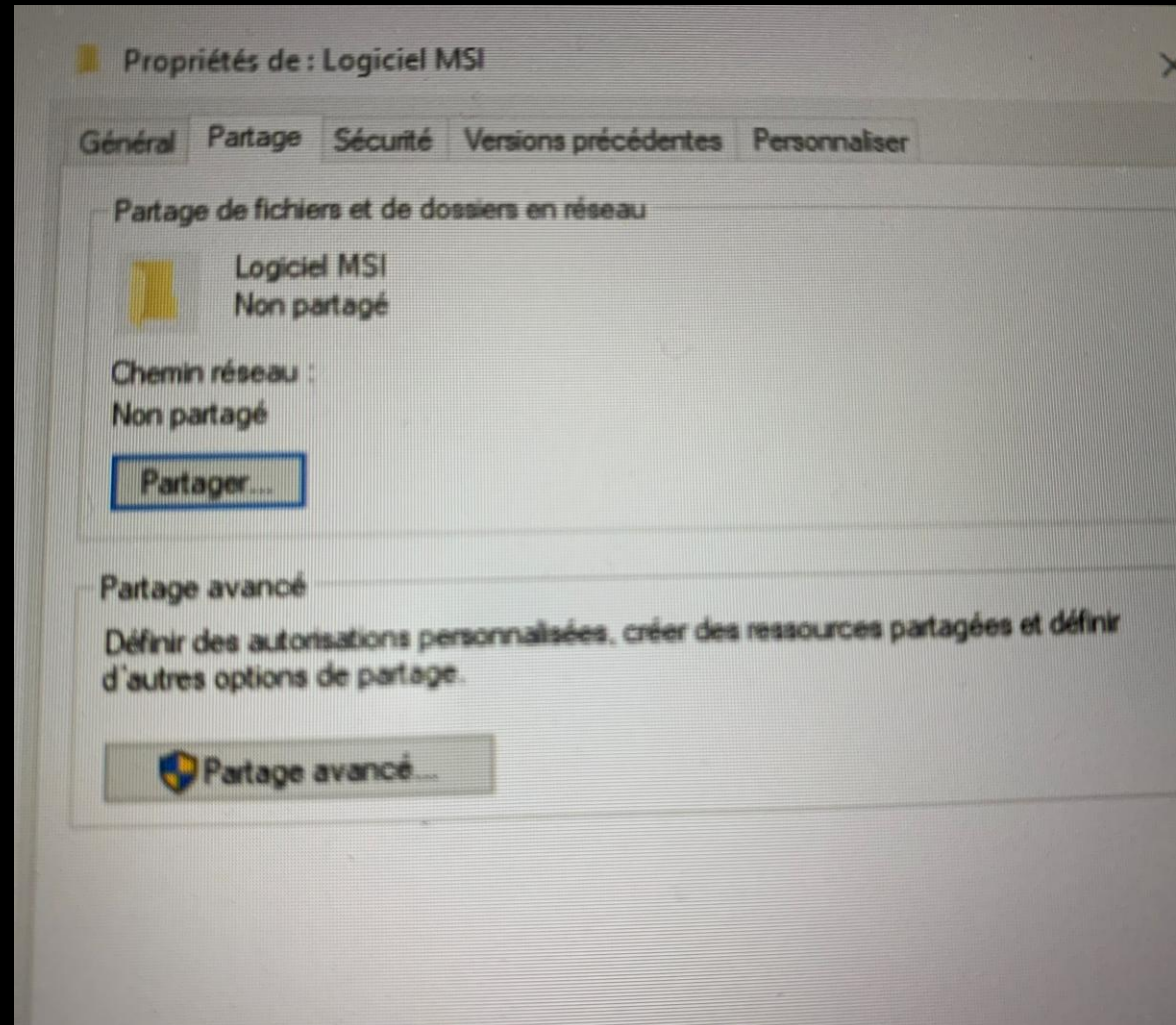 Propriétés de : Logiciel MSI
Général Partage Sécurité Versions précédentes Personnaliser
Partage de fichiers et de dossiers en réseau
Logiciel MSI
Non partagé
Chemin réseau :
Non partagé
Partager...
Partage avancé
Définir des autorisations personnalisées, créer des ressources partagées et définir
d'autres options de partage.
Partage avancé...